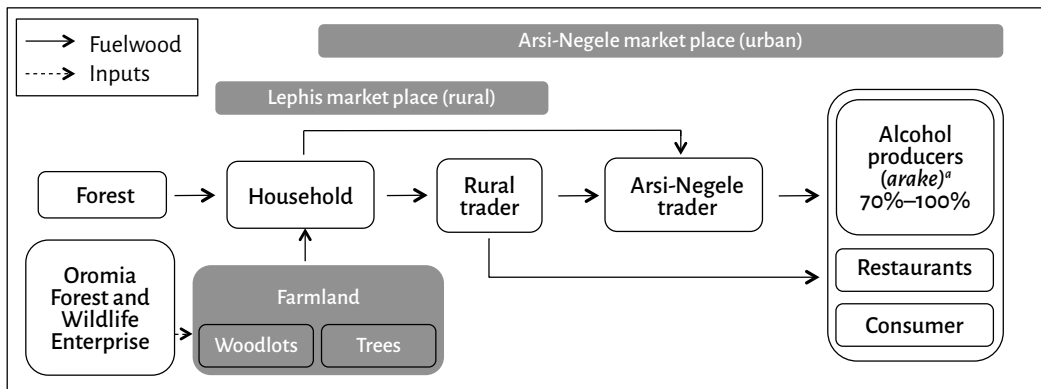 Fuelwood
Inputs
Arsi-Negele market place (urban)
Lephis market place (rural)
Forest
Household
Rural
trader
Arsi-Negele
trader
Alcohol
producers
(arake)ª
70%–100%
Oromia
Forest and
Wildlife
Enterprise
Farmland
Woodlots
Trees
Restaurants
Consumer